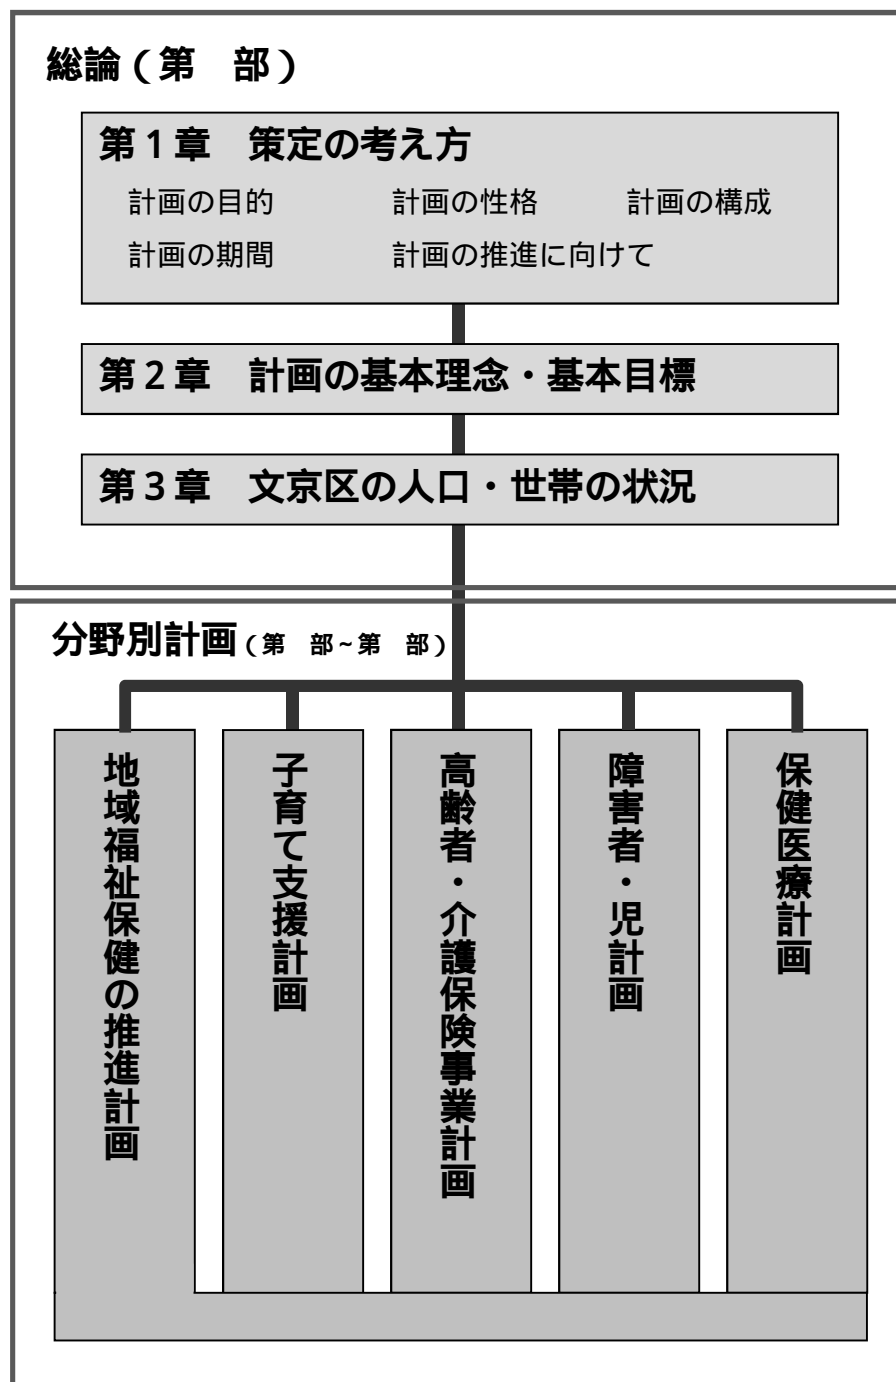 総論（第　部）
第１章　策定の考え方
計画の目的　計画の性格　計画の構成
計画の期間　計画の推進に向けて
第２章　計画の基本理念・基本目標
第３章　文京区の人口・世帯の状況
分野別計画（第　部~第　部）
地域福祉保健の推進計画
子育て支援計画
高齢者・介護保険事業計画
障害者・児計画
保健医療計画